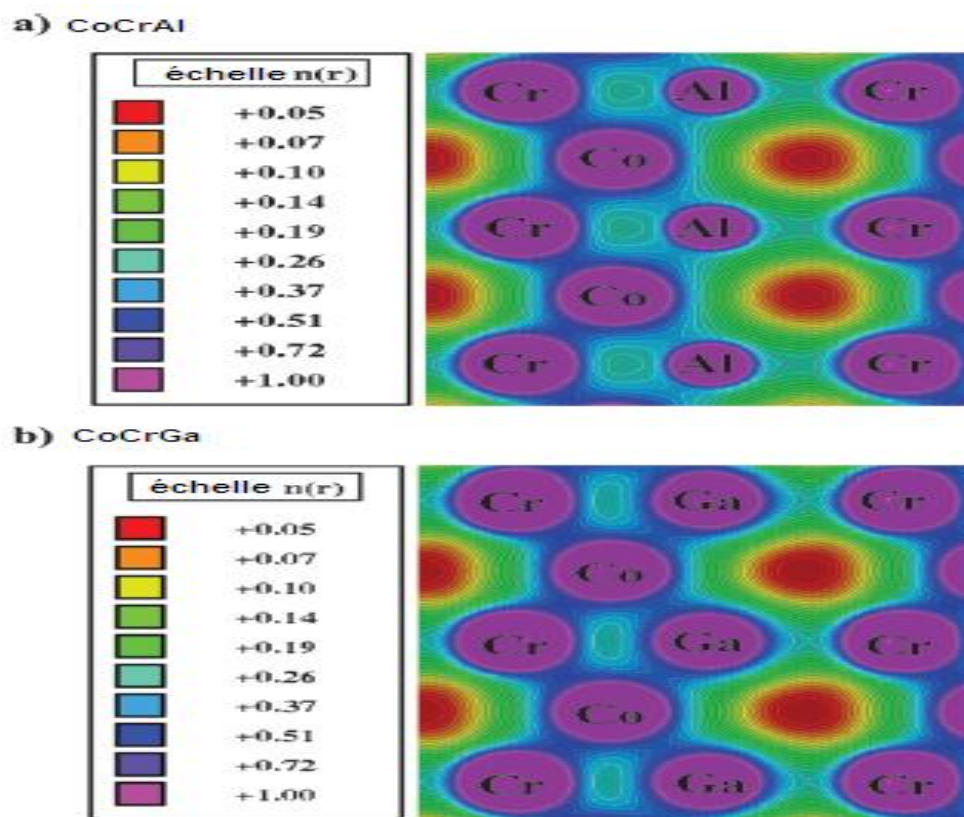 a) CoCrAl
échelle n(r)
+0.05
+0.07
+0.10
+0.14
+0.19
+0.26
+0.37
+0.51
+0.72
+1.00
Cr Al Cr
Co
Cr Al Cr
Co
Cr Al Cr
b) CoCrGa
échelle n(r)
+0.05
+0.07
+0.10
+0.14
+0.19
+0.26
+0.37
+0.51
+0.72
+1.00
Cr Ga Cr
Co
Cr Ga Cr
Co
Cr Ga Cr